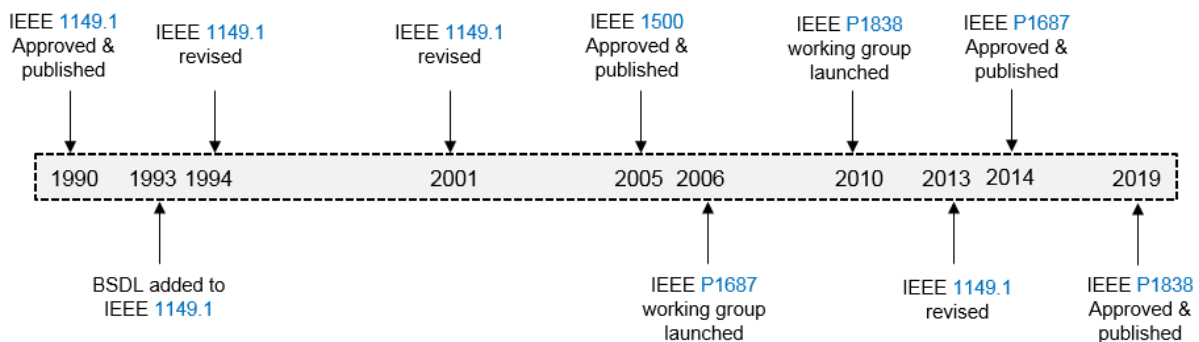 IEEE 1149.1
Approved &
published
IEEE 1149.1
revised
IEEE 1149.1
revised
IEEE 1500
Approved &
published
IEEE P1838
working group
launched
IEEE P1687
Approved &
published
1990
1993
1994
2001
2005
2006
2010
2013
2014
2019
BSDL added to
IEEE 1149.1
IEEE P1687
working group
launched
IEEE 1149.1
revised
IEEE P1838
Approved &
published